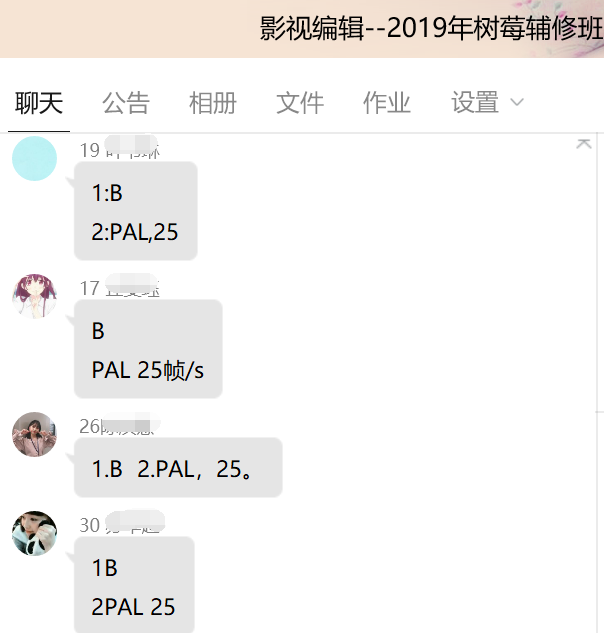 影视编辑--2019年树莓辅修班
聊天 公告 相册 文件 作业 设置
19
1:B
2:PAL,25
17
B
PAL 25帧/s
26
1.B 2.PAL，25。
30
1B
2PAL 25